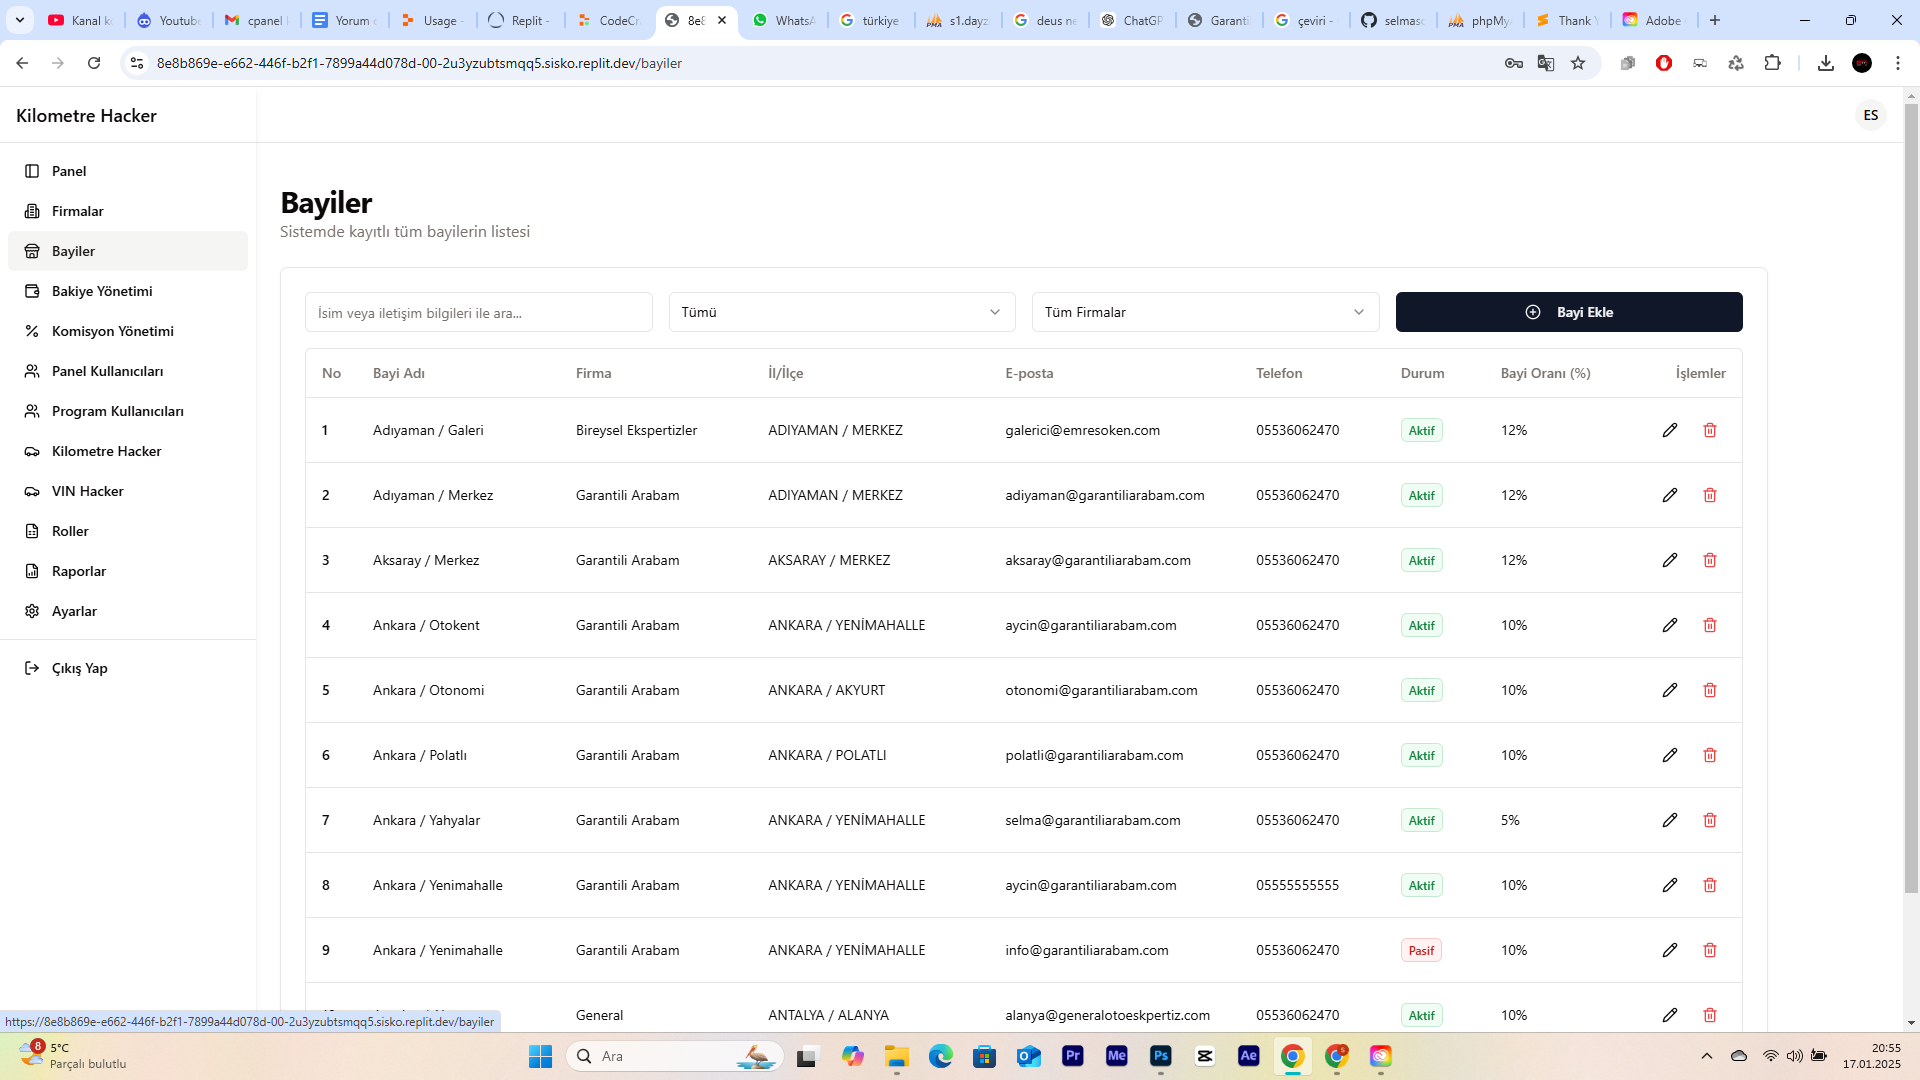 Kanal k
Youtub
cpanel
Yorum
Usage -
Replit -
CodeCr
8e8
WhatsA
türkiye
s1.dayz
deus ne
ChatGP
Garanti
çeviri -
selmaso
phpMy
Thank
Adobe
8e8b869e-e662-446f-b2f1-7899a44d078d-00-2u3yzubtsmqq5.sisko.replit.dev/bayiler
Kilometre Hacker
ES
Panel
Firmalar
Bayiler
Bakiye Yönetimi
Komisyon Yönetimi
Panel Kullanıcıları
Program Kullanıcıları
Kilometre Hacker
VIN Hacker
Roller
Raporlar
Ayarlar
Çıkış Yap
Bayiler
Sistemde kayıtlı tüm bayilerin listesi
İsim veya iletişim bilgileri ile ara...
Tümü
Tüm Firmalar
Bayi Ekle
No Bayi Adı Firma İl/İlçe E-posta Telefon Durum Bayi Oranı (%) İşlemler
1 Adıyaman / Galeri Bireysel Ekspertizler ADIYAMAN / MERKEZ galerici@emresoken.com 05536062470 Aktif 12%
2 Adıyaman / Merkez Garantili Arabam ADIYAMAN / MERKEZ adiyaman@garantiliarabam.com 05536062470 Aktif 12%
3 Aksaray / Merkez Garantili Arabam AKSARAY / MERKEZ aksaray@garantiliarabam.com 05536062470 Aktif 12%
4 Ankara / Otokent Garantili Arabam ANKARA / YENİMAHALLE aycin@garantiliarabam.com 05536062470 Aktif 10%
5 Ankara / Otonomi Garantili Arabam ANKARA / AKYURT otonomi@garantiliarabam.com 05536062470 Aktif 10%
6 Ankara / Polatlı Garantili Arabam ANKARA / POLATLI polatli@garantiliarabam.com 05536062470 Aktif 10%
7 Ankara / Yahyalar Garantili Arabam ANKARA / YENİMAHALLE selma@garantiliarabam.com 05536062470 Aktif 5%
8 Ankara / Yenimahalle Garantili Arabam ANKARA / YENİMAHALLE aycin@garantiliarabam.com 05555555555 Aktif 10%
9 Ankara / Yenimahalle Garantili Arabam ANKARA / YENİMAHALLE info@garantiliarabam.com 05536062470 Pasif 10%
General ANTALYA / ALANYA alanya@generalotoeskpertiz.com 05536062470 Aktif 10%
https://8e8b869e-e662-446f-b2f1-7899a44d078d-00-2u3yzubtsmqq5.sisko.replit.dev/bayiler
8
5°C
Parçalı bulutlu
Ara
Pr
Me
Ps
Ae
20:55
17.01.2025